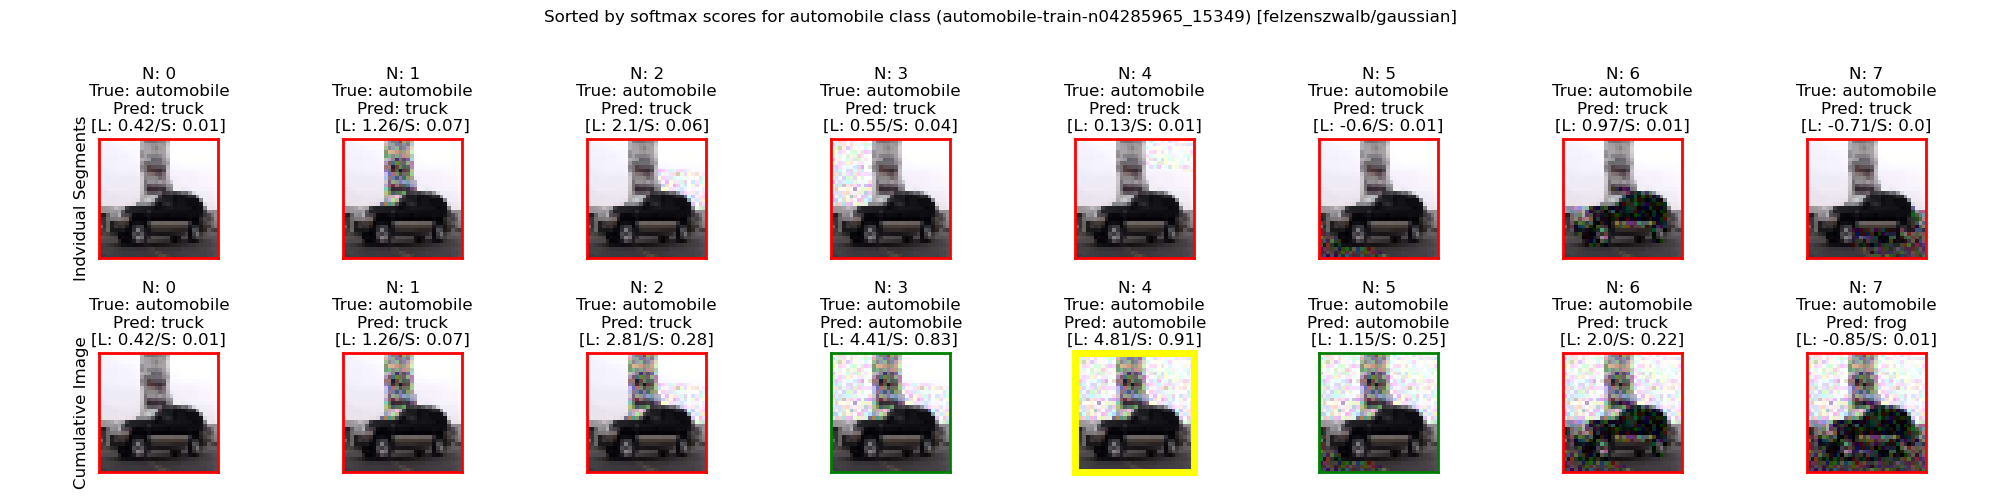 Sorted by softmax scores for automobile class (automobile-train-n04285965_15349) [felzenszwalb/gaussian]
Individual Segments
N: 0
True: automobile
Pred: truck
[L: 0.42/S: 0.01]
N: 1
True: automobile
Pred: truck
[L: 1.26/S: 0.07]
N: 2
True: automobile
Pred: truck
[L: 2.1/S: 0.06]
N: 3
True: automobile
Pred: truck
[L: 0.55/S: 0.04]
N: 4
True: automobile
Pred: truck
[L: 0.13/S: 0.01]
N: 5
True: automobile
Pred: truck
[L: -0.6/S: 0.01]
N: 6
True: automobile
Pred: truck
[L: 0.97/S: 0.01]
N: 7
True: automobile
Pred: truck
[L: -0.71/S: 0.0]
Cumulative Image
N: 0
True: automobile
Pred: truck
[L: 0.42/S: 0.01]
N: 1
True: automobile
Pred: truck
[L: 1.26/S: 0.07]
N: 2
True: automobile
Pred: truck
[L: 2.81/S: 0.28]
N: 3
True: automobile
Pred: automobile
[L: 4.41/S: 0.83]
N: 4
True: automobile
Pred: automobile
[L: 4.81/S: 0.91]
N: 5
True: automobile
Pred: automobile
[L: 1.15/S: 0.25]
N: 6
True: automobile
Pred: truck
[L: 2.0/S: 0.22]
N: 7
True: automobile
Pred: frog
[L: -0.85/S: 0.01]